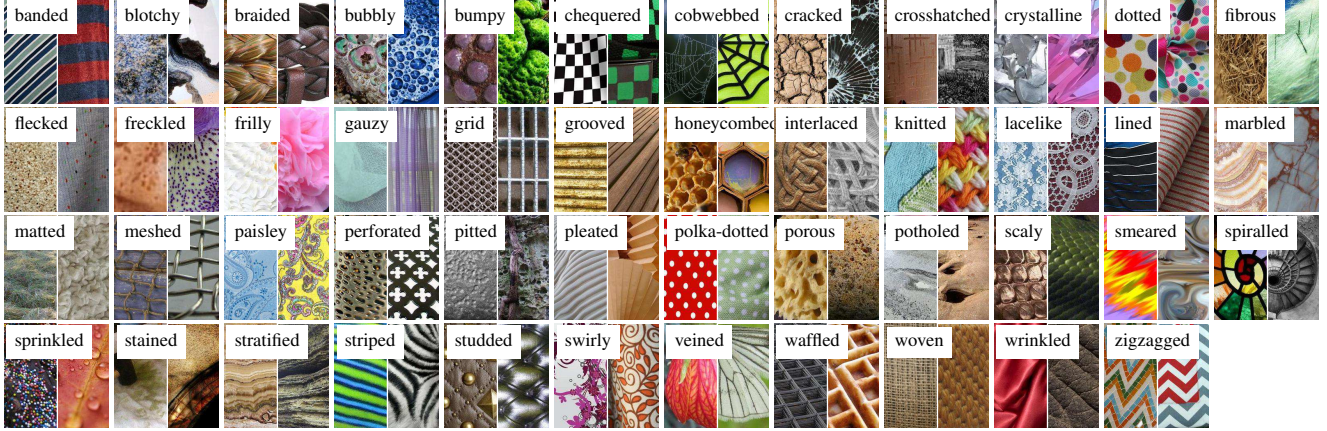 banded blotchy braided bubbly bumpy chequered cobwebbed cracked crosshatched crystalline dotted fibrous
flecked freckled frilly gauzy grid grooved honeycombed interlaced knitted lacelike lined marbled
matted meshed paisley perforated pitted pleated polka-dotted porous potholed scaly smeared spiralled
sprinkled stained stratified striped studded swirly veined waffled woven wrinkled zigzagged